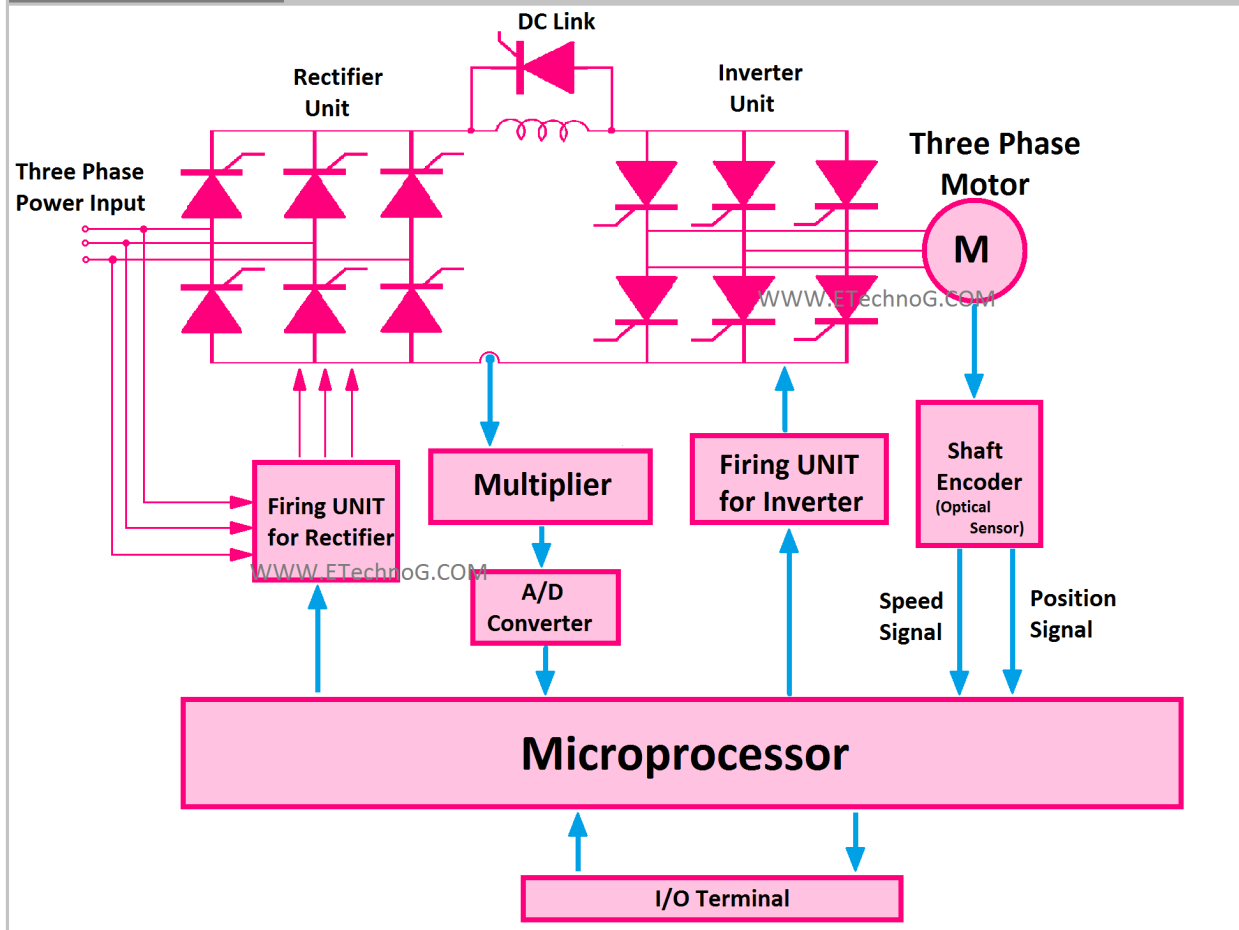 DC Link
Rectifier
Unit
Inverter
Unit
Three Phase
Motor
Three Phase
Power Input
M
WWW.ETechnoG.COM
Firing UNIT
for Rectifier
WWW.ETechnoG.COM
Multiplier
A/D
Converter
Firing UNIT
for Inverter
Shaft
Encoder
(Optical
Sensor)
Speed
Signal
Position
Signal
Microprocessor
I/O Terminal